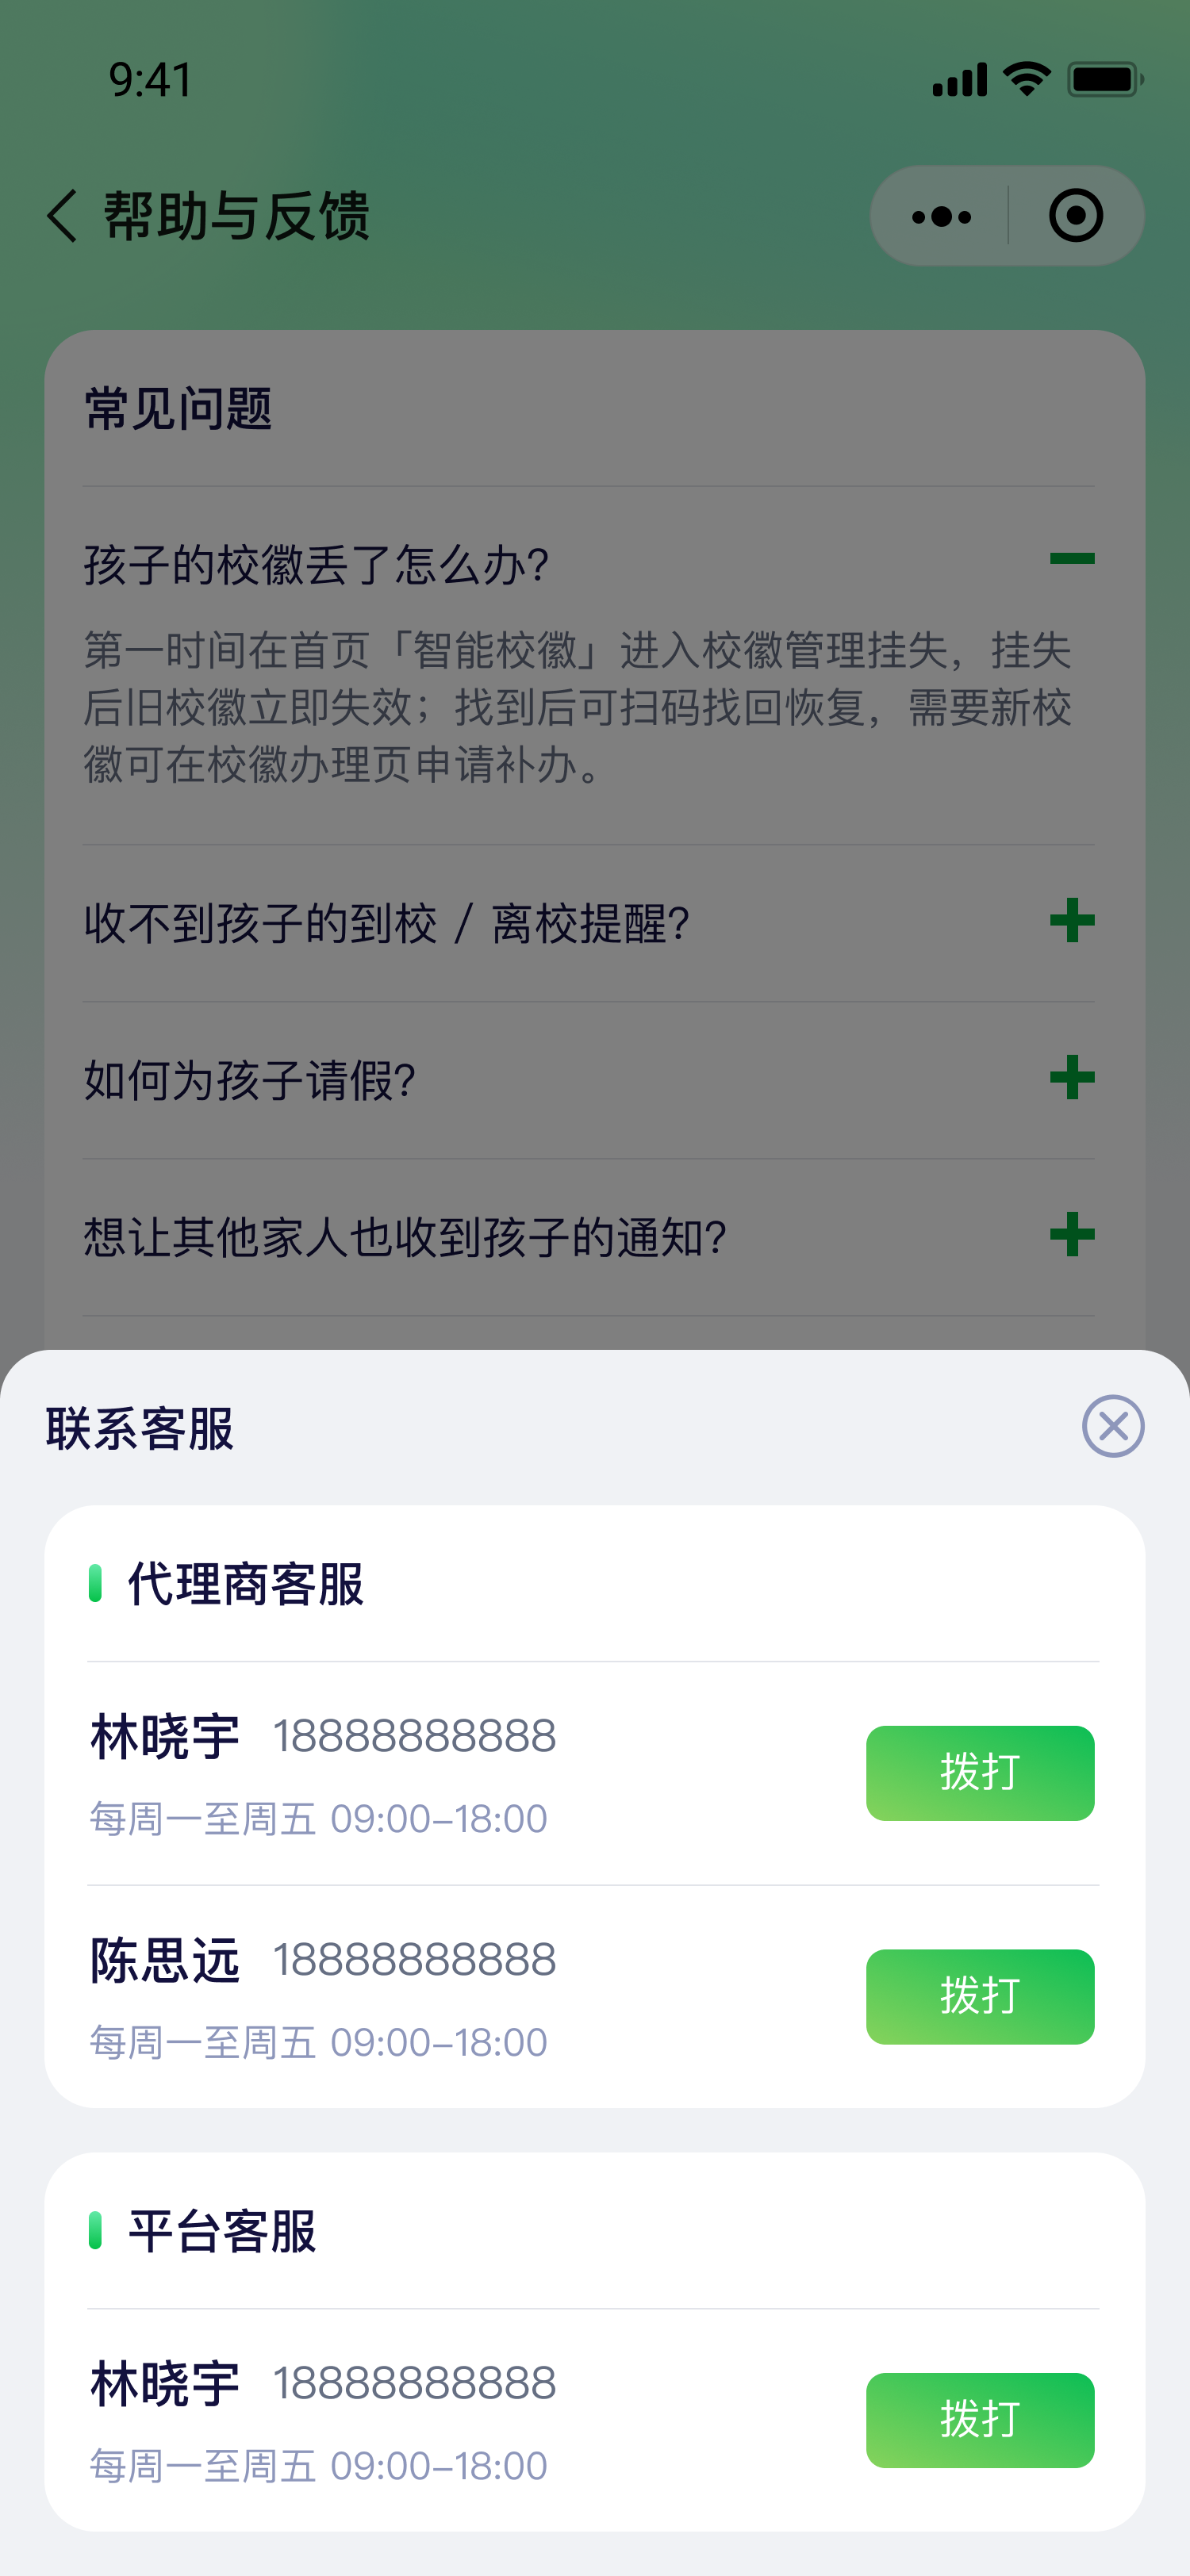 9:41
帮助与反馈
常见问题
孩子的校徽丢了怎么办?
第一时间在首页「智能校徽」进入校徽管理挂失，挂失
后旧校徽立即失效；找到后可扫码找回恢复，需要新校
徽可在校徽办理页申请补办。
收不到孩子的到校 / 离校提醒?
如何为孩子请假?
想让其他家人也收到孩子的通知?
联系客服
代理商客服
林晓宇 18888888888
每周一至周五 09:00–18:00
拨打
陈思远 18888888888
每周一至周五 09:00–18:00
拨打
平台客服
林晓宇 18888888888
每周一至周五 09:00–18:00
拨打